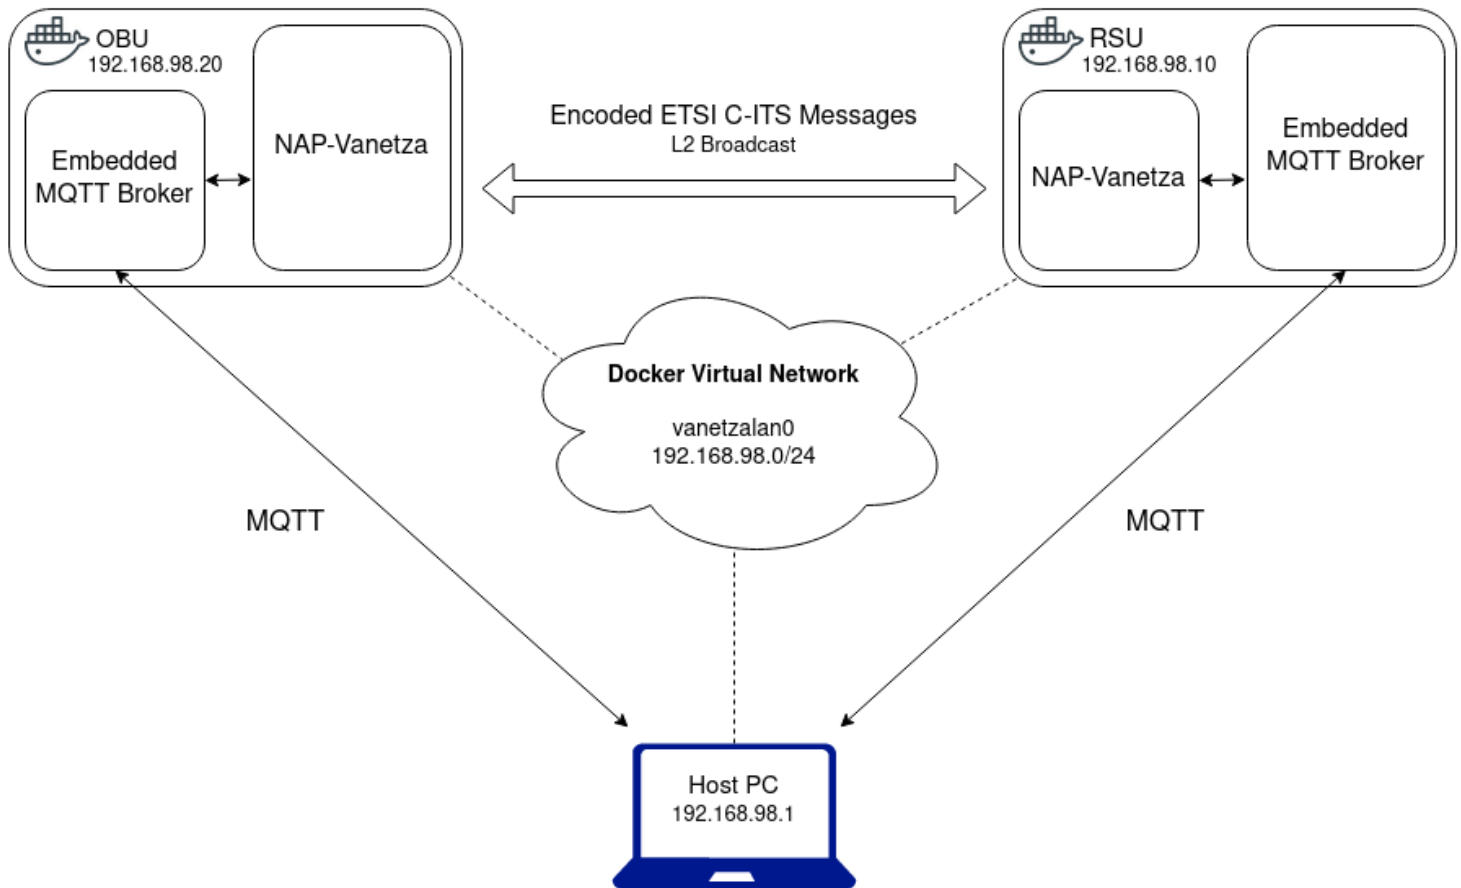 OBU
192.168.98.20
Embedded
MQTT Broker
NAP-Vanetza
Encoded ETSI C-ITS Messages
L2 Broadcast
RSU
192.168.98.10
NAP-Vanetza
Embedded
MQTT Broker
Docker Virtual Network
vanetzalan0
192.168.98.0/24
MQTT
MQTT
Host PC
192.168.98.1